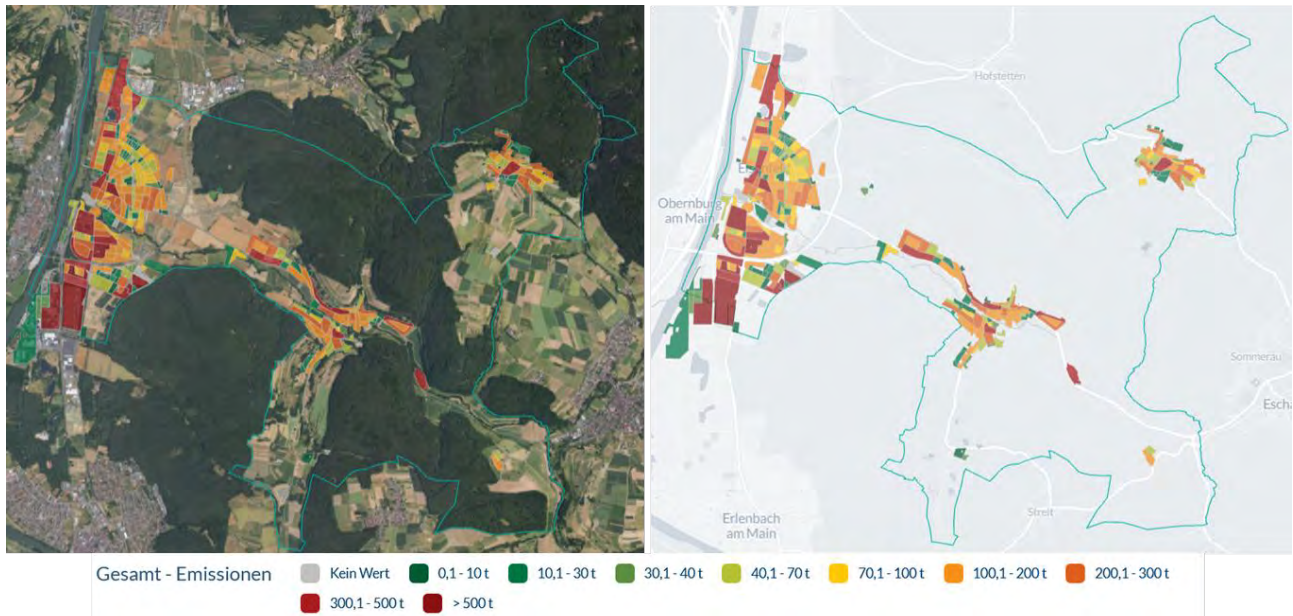 Hofstetten
Obernburg
am Main
Sommerau
Escha
Erlenbach
am Main
Streit
Gesamt - Emissionen
Kein Wert
0,1 - 10 t
10,1 - 30 t
30,1 - 40 t
40,1 - 70 t
70,1 - 100 t
100,1 - 200 t
200,1 - 300 t
300,1 - 500 t
> 500 t